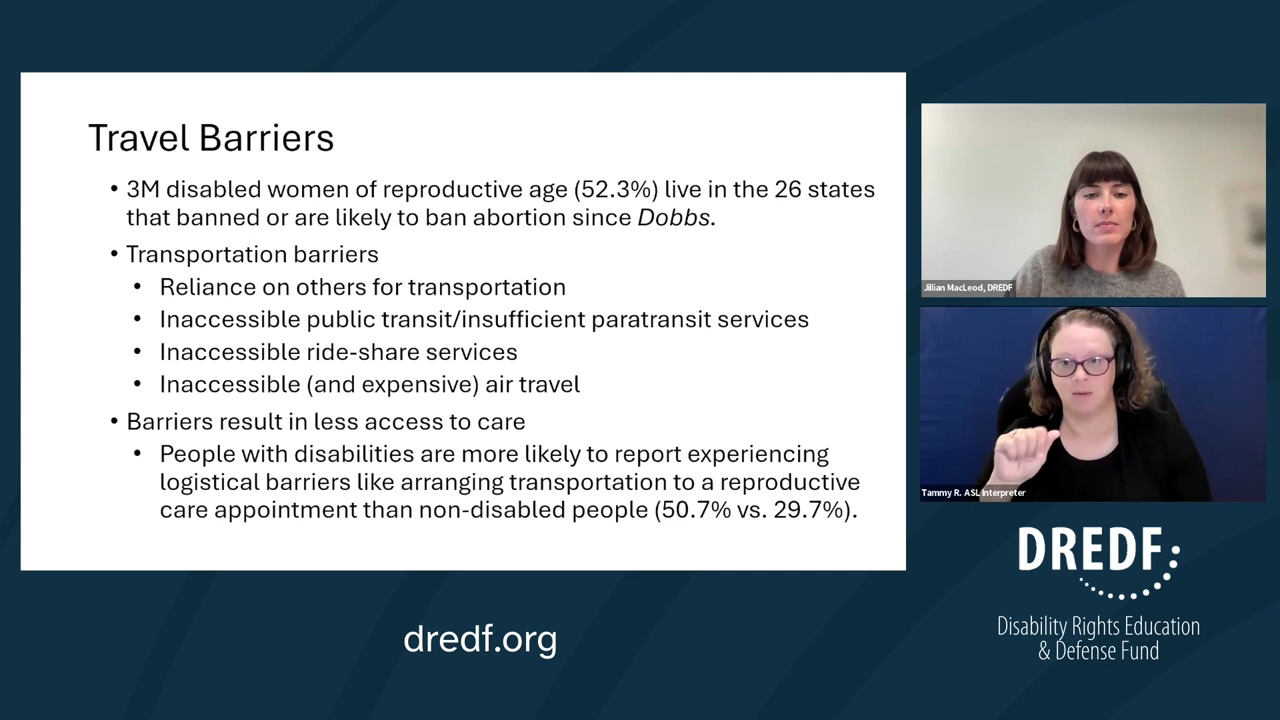 Travel Barriers
• 3M disabled women of reproductive age (52.3%) live in the 26 states
that banned or are likely to ban abortion since Dobbs.
• Transportation barriers
• Reliance on others for transportation
• Inaccessible public transit/insufficient paratransit services
• Inaccessible ride-share services
• Inaccessible (and expensive) air travel
• Barriers result in less access to care
• People with disabilities are more likely to report experiencing
logistical barriers like arranging transportation to a reproductive
care appointment than non-disabled people (50.7% vs. 29.7%).
Jillian MacLeod, DREDF
Tammy R. ASL Interpreter
DREDF
Disability Rights Education
& Defense Fund
dredf.org